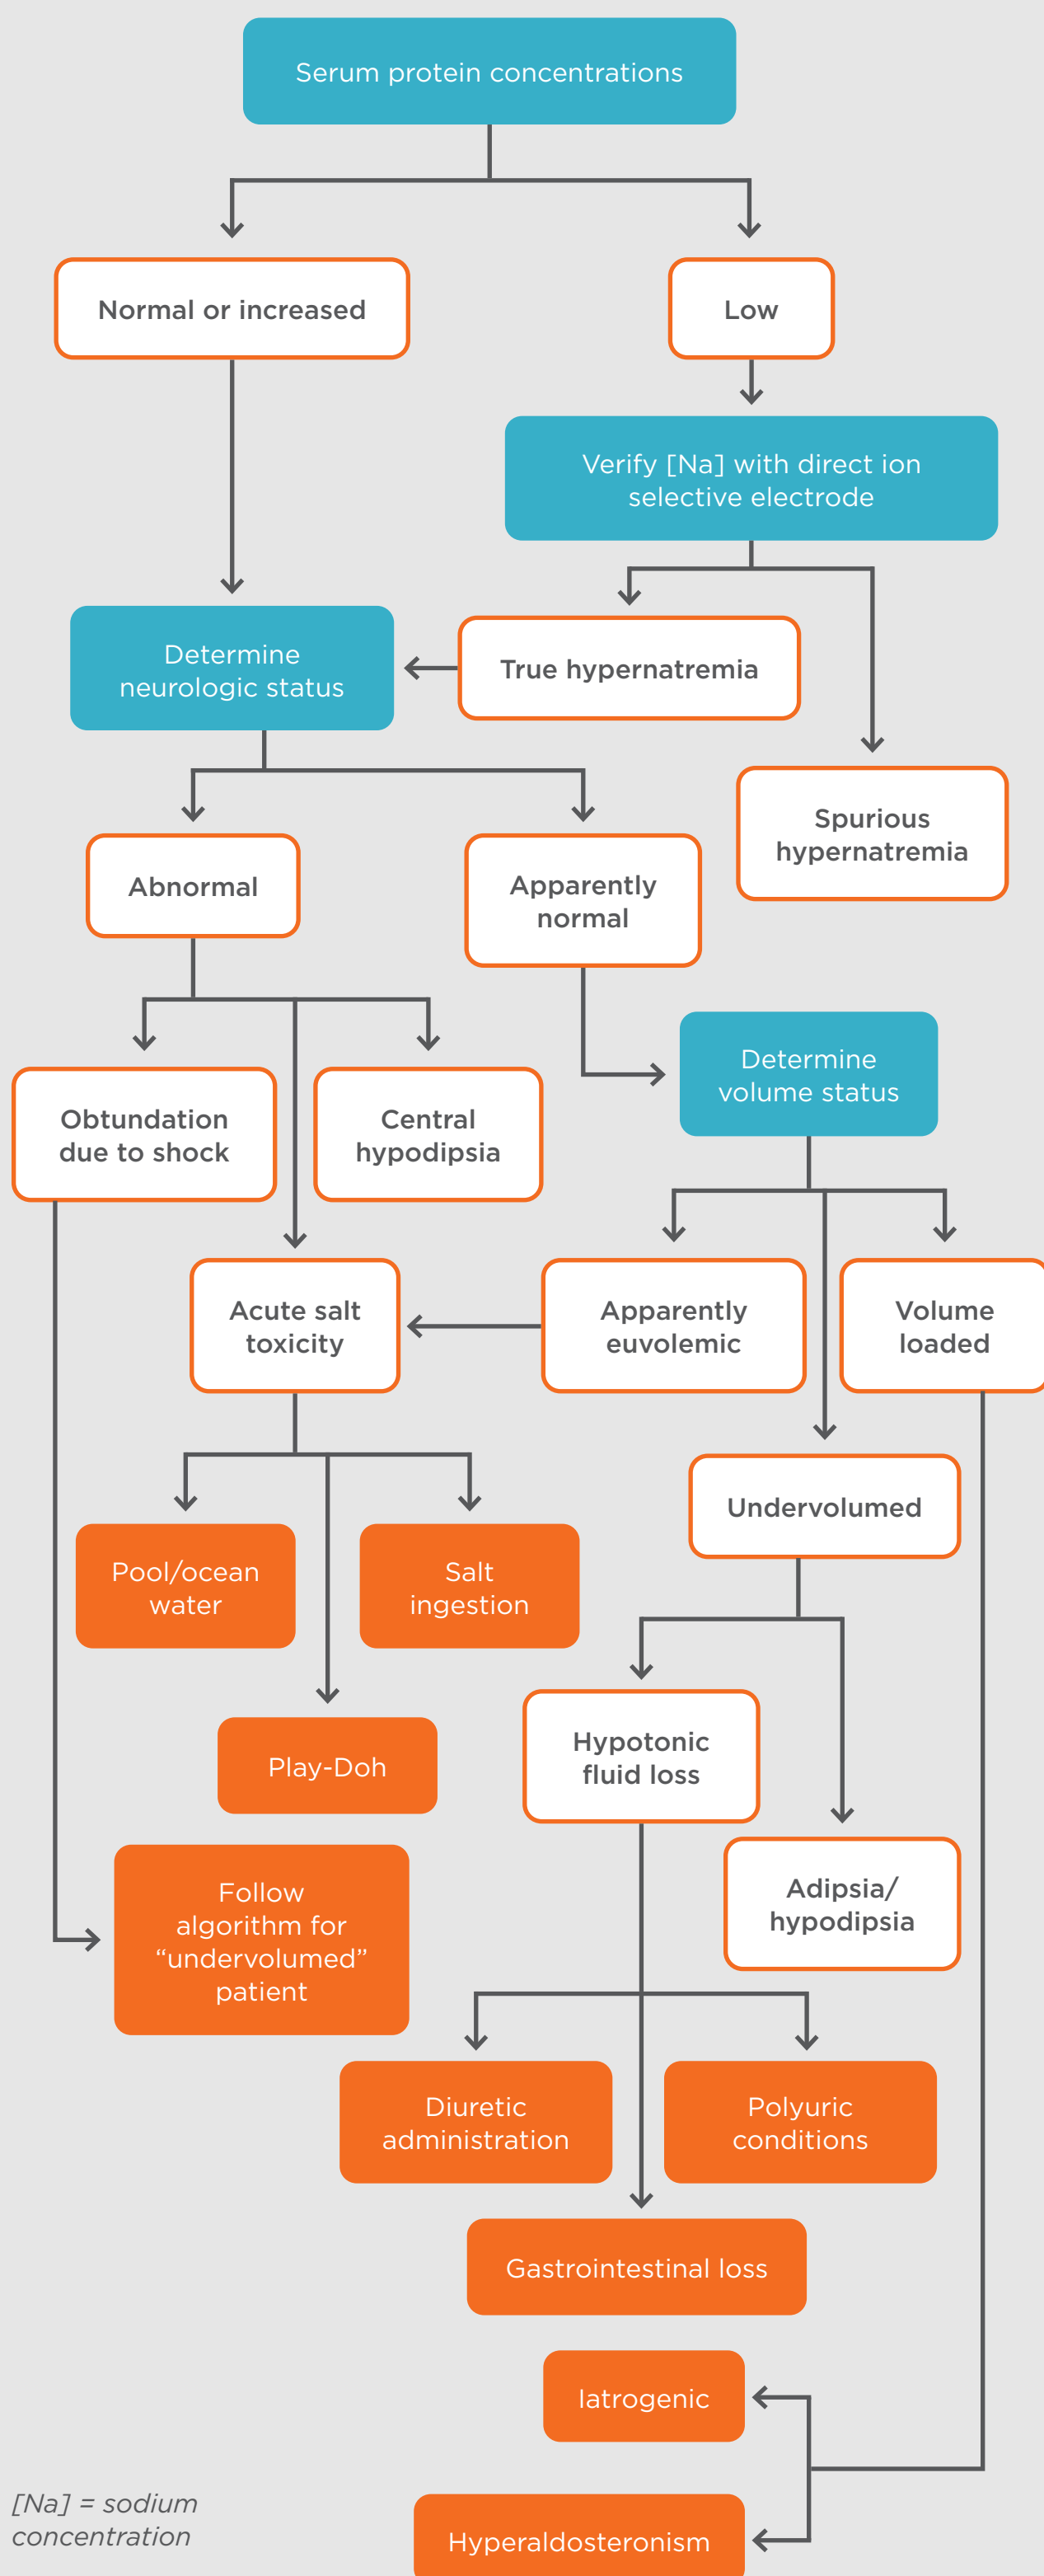 Serum protein concentrations
Normal or increased
Low
Verify [Na] with direct ion
selective electrode
Determine
neurologic status
True hypernatremia
Spurious
hypernatremia
Abnormal
Apparently
normal
Determine
volume status
Obtundation
due to shock
Central
hypodipsia
Acute salt
toxicity
Apparently
euvolemic
Volume
loaded
Undervolumed
Pool/ocean
water
Salt
ingestion
Play-Doh
Hypotonic
fluid loss
Adipsia/
hypodipsia
Follow
algorithm for
“undervolumed”
patient
Diuretic
administration
Polyuric
conditions
Gastrointestinal loss
Iatrogenic
Hyperaldosteronism
[Na] = sodium
concentration